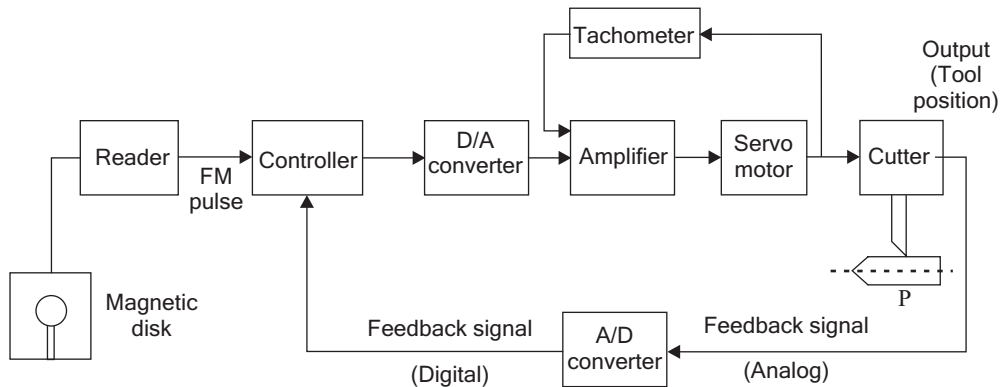 Tachometer
Output
(Tool
position)
Reader
FM
pulse
Controller
D/A
converter
Amplifier
Servo
motor
Cutter
P
Magnetic
disk
Feedback signal
(Digital)
A/D
converter
Feedback signal
(Analog)